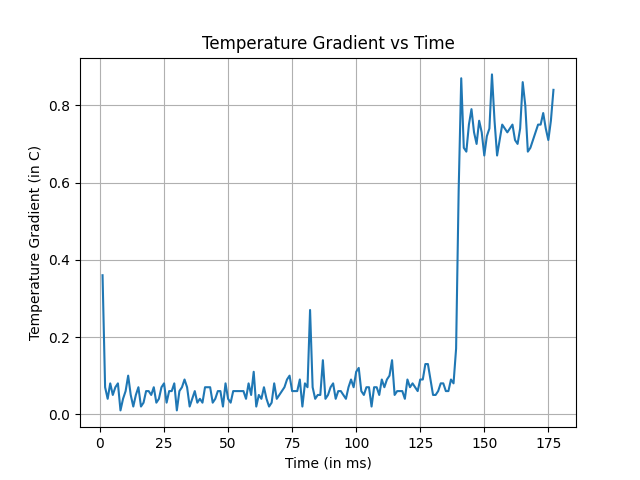 Temperature Gradient vs Time
Temperature Gradient (in C)
0.8
0.6
0.4
0.2
0.0
0 25 50 75 100 125 150 175
Time (in ms)